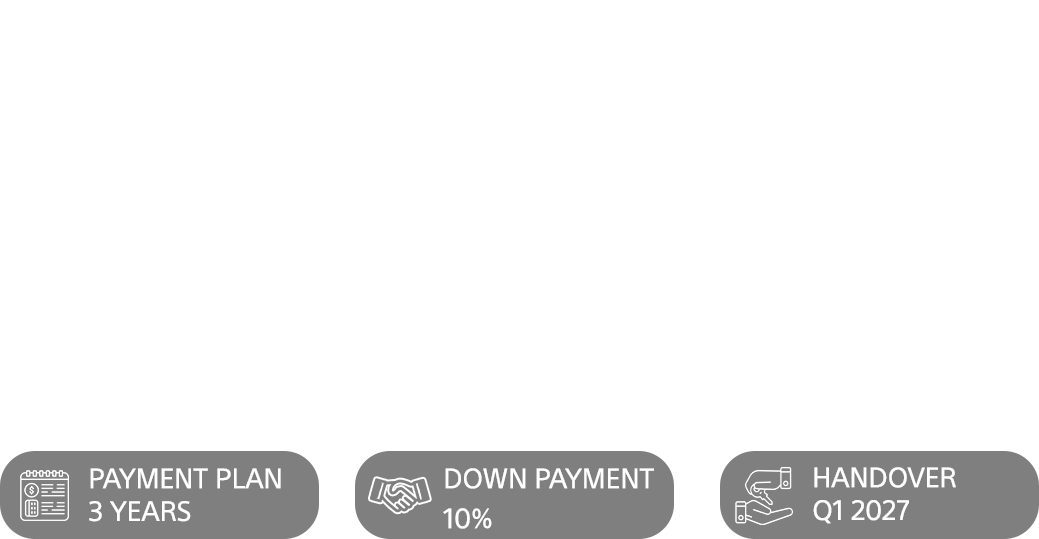 PAYMENT PLAN
3 YEARS
DOWN PAYMENT
10%
HANDOVER
Q1 2027